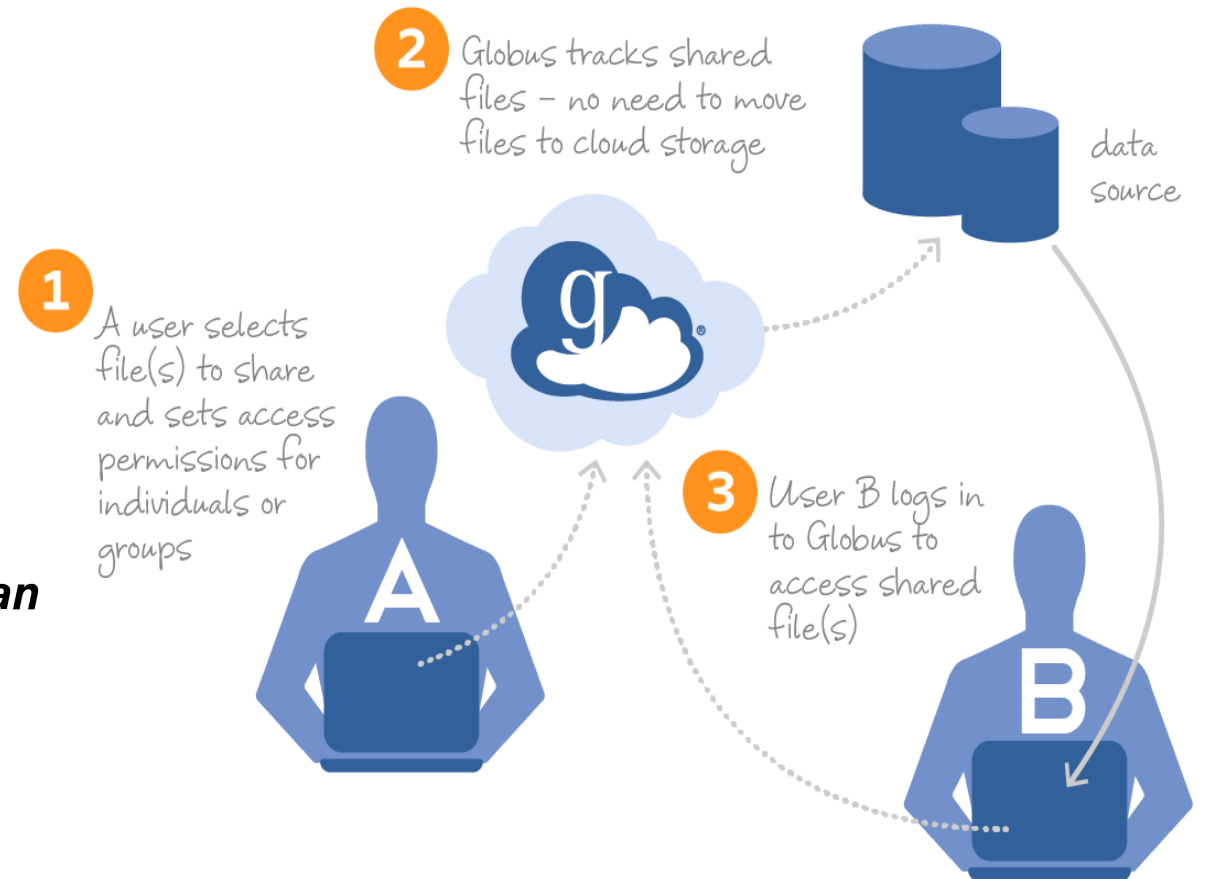 2
Globus tracks shared
files – no need to move
files to cloud storage
data
source
1
A user selects
file(s) to share
and sets access
permissions for
individuals or
groups
an
g®
3
User B logs in
to Globus to
access shared
file(s)
A
B